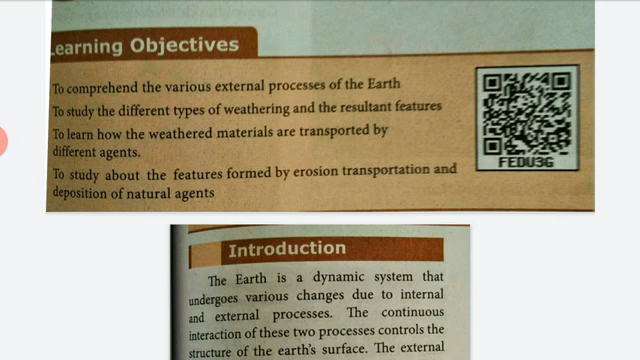 Learning Objectives
To comprehend the various external processes of the Earth
To study the different types of weathering and the resultant features
To learn how the weathered materials are transported by
different agents.
To study about the features formed by erosion transportation and
deposition of natural agents
FEDU3G
Introduction
The Earth is a dynamic system that
undergoes various changes due to internal
and external processes. The continuous
interaction of these two processes controls the
structure of the earth's surface. The external